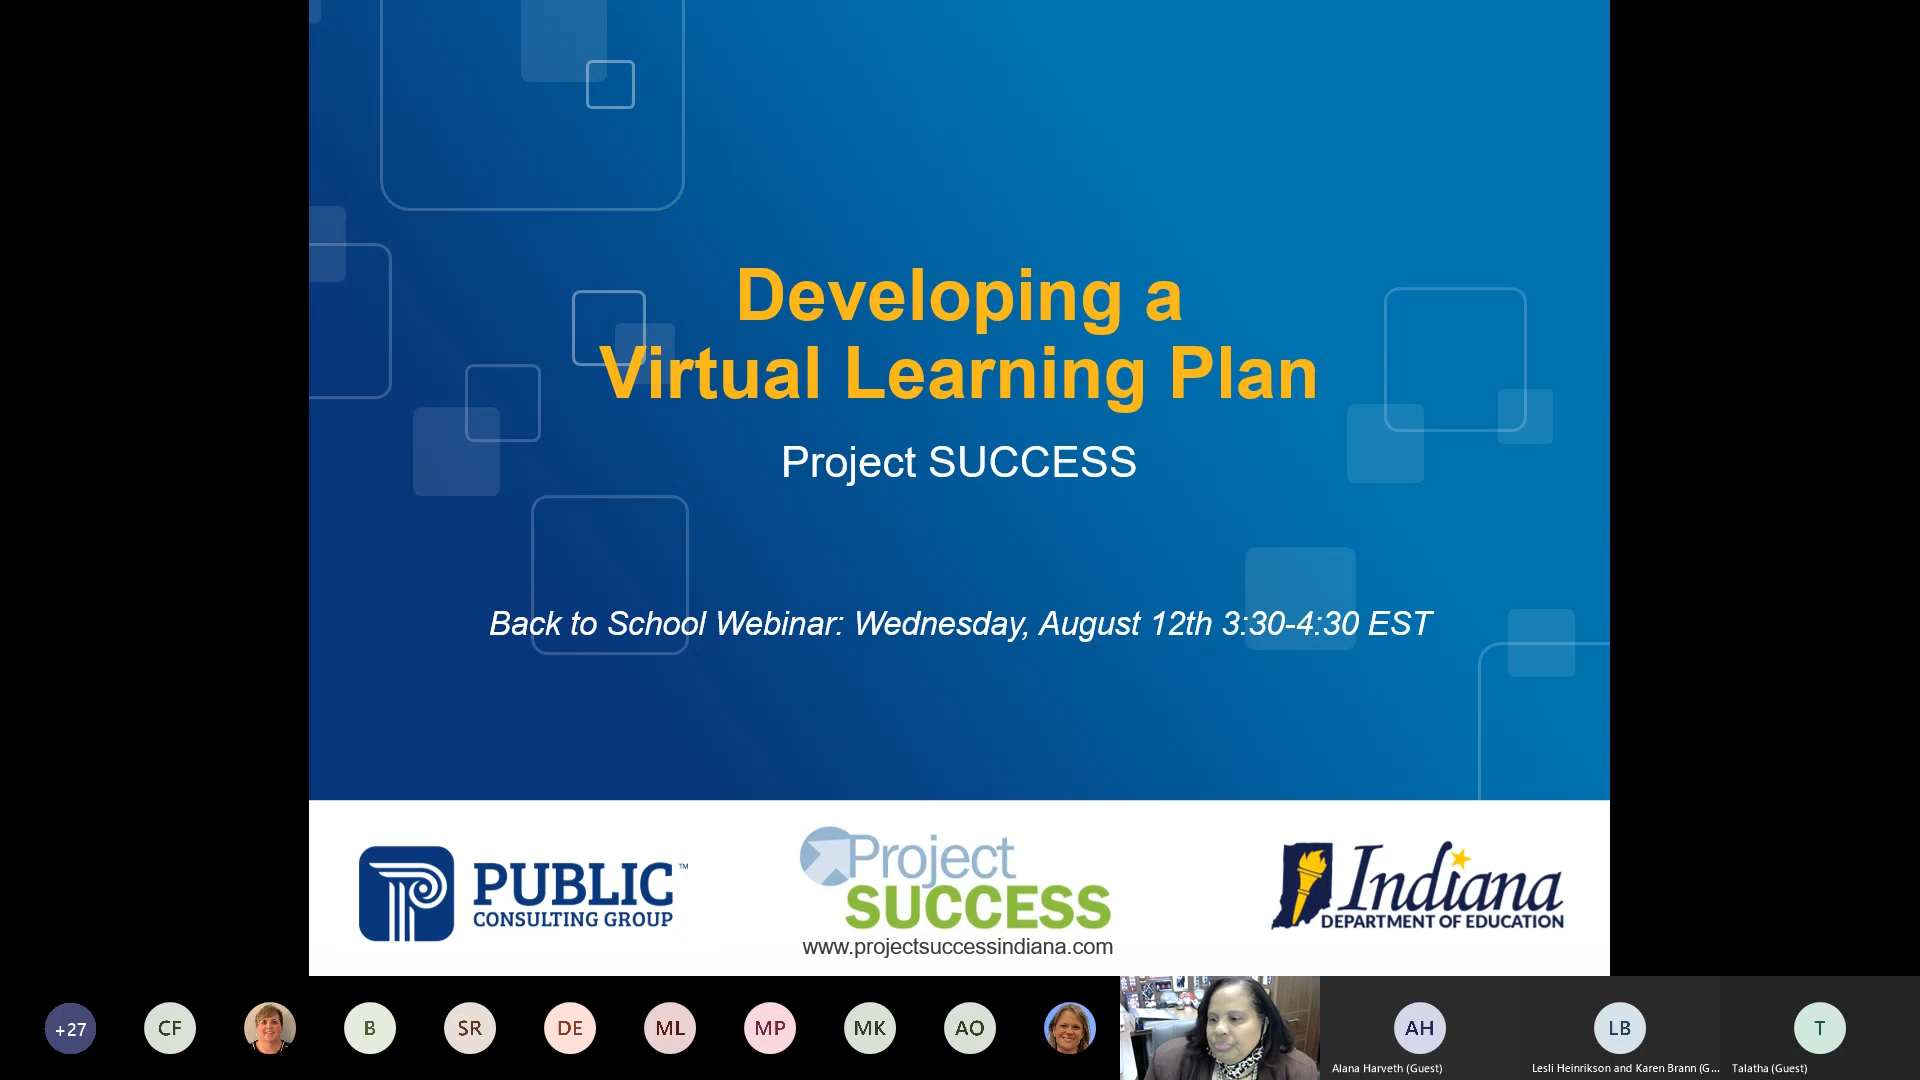 Developing a
Virtual Learning Plan
Project SUCCESS
Back to School Webinar: Wednesday, August 12th 3:30-4:30 EST
PUBLIC™
CONSULTING GROUP
Project
SUCCESS
www.projectsuccessindiana.com
Indiana
DEPARTMENT OF EDUCATION
+27
CF
B
SR
DE
ML
MP
MK
AO
AH
LB
T
Alana Harveth (Guest)
Lesli Heinrikson and Karen Brann (G...
Talatha (Guest)